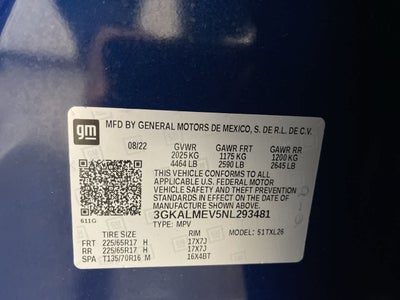 gm MFD BY GENERAL MOTORS DE MEXICO, S. DE R.L. DE C.V.
08/22 GVWR GAWR FRT GAWR RR
2025 KG 1175 KG 1200 KG
4464 LB 2590 LB 2645 LB
THIS VEHICLE CONFORMS TO ALL APPLICABLE
U.S. FEDERAL MOTOR VEHICLE
SAFETY AND THEFT PREVENTION
STANDARDS IN EFFECT ON THE DATE
OF MANUFACTURE SHOWN ABOVE.
3GKALMEV5NL293481
611G TYPE: MPV MODEL: 51TXL26
TIRE SIZE RIM
FRT 225/65R17 H 17X7J
RR 225/65R17 H 17X7J
SPA T135/70R16 M 16X4BT